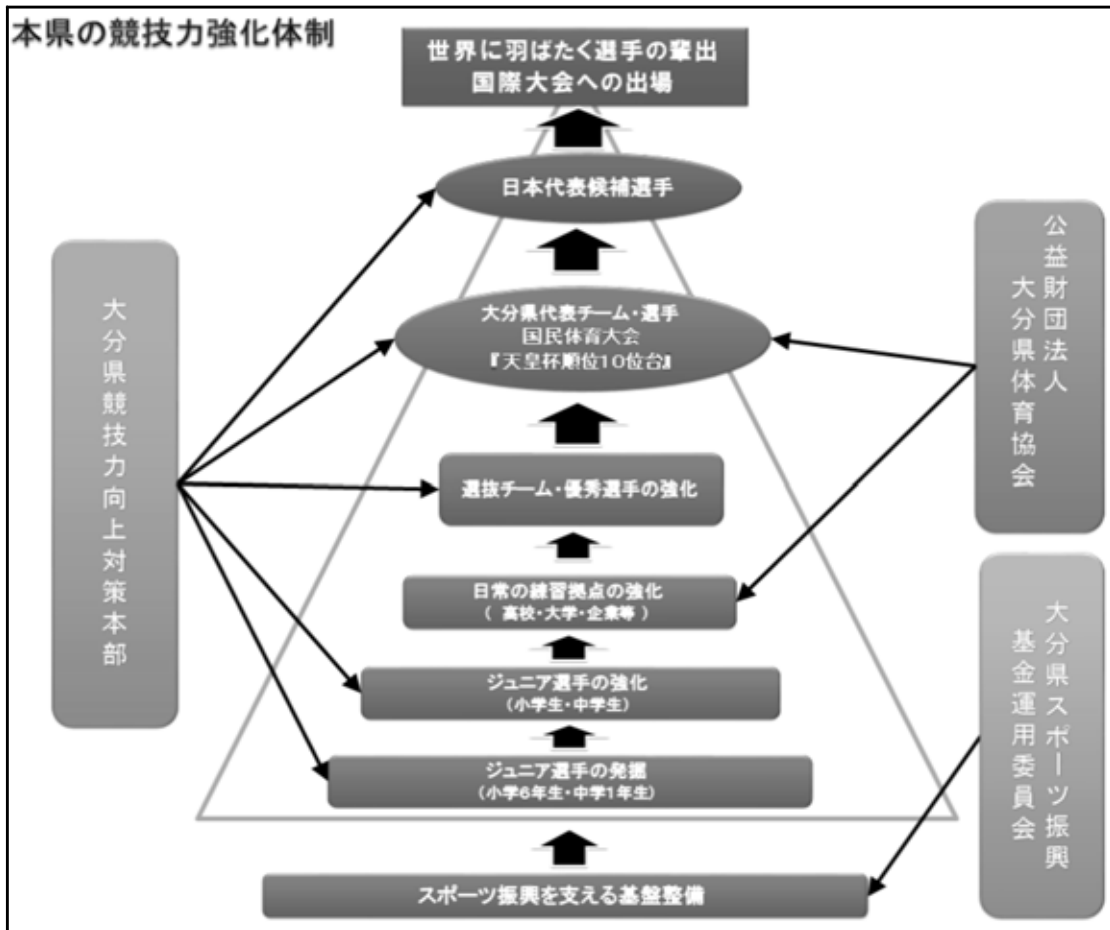 本県の競技力強化体制
世界に羽ばたく選手の輩出
国際大会への出場
日本代表候補選手
大分県代表チーム・選手
国民体育大会
『天皇杯順位10位台』
選抜チーム・優秀選手の強化
日常の練習拠点の強化
( 高校・大学・企業等 )
ジュニア選手の強化
(小学生・中学生)
ジュニア選手の発掘
(小学6年生・中学1年生)
スポーツ振興を支える基盤整備
大分県競技力向上対策本部
公益財団法人
大分県体育協会
大分県スポーツ振興
基金運用委員会